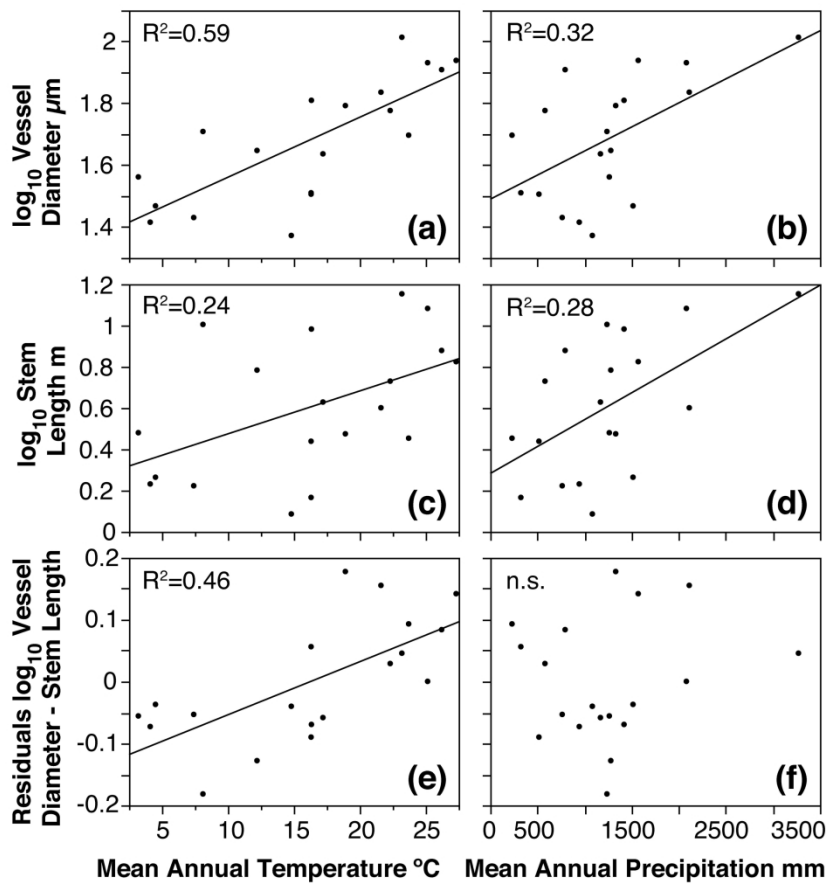 R²=0.59
R²=0.32
2
1.8
1.6
1.4
log₁₀ Vessel
Diameter µm
(a)
(b)
R²=0.24
R²=0.28
1.2
1
0.8
0.6
0.4
0.2
0
log₁₀ Stem
Length m
(c)
(d)
R²=0.46
n.s.
0.2
0.1
0
-0.1
-0.2
Residuals log₁₀ Vessel
Diameter - Stem Length
(e)
(f)
5 10 15 20 25
0 500 1500 2500 3500
Mean Annual Temperature ºC
Mean Annual Precipitation mm